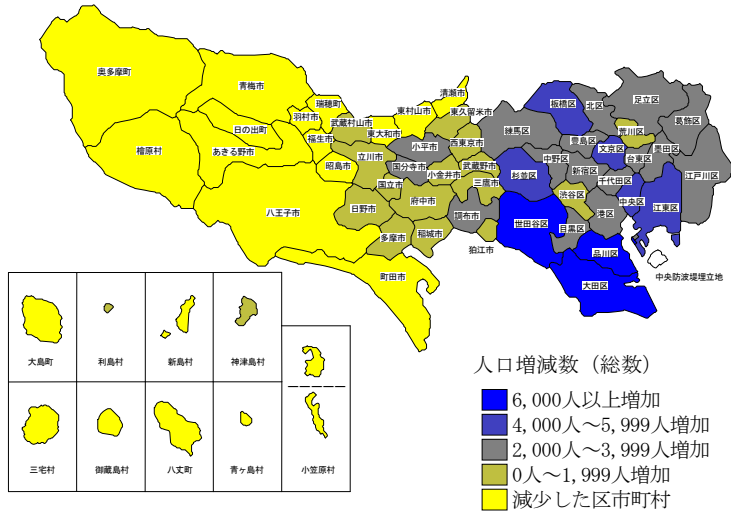 奥多摩町
青梅市
瑞穂町
羽村市
武蔵村山市
東村山市
清瀬市
東久留米市
日の出町
福生市
東大和市
小平市
西東京市
檜原村
あきる野市
昭島市
立川市
国分寺市
小金井市
武蔵野市
国立市
三鷹市
八王子市
日野市
府中市
調布市
多摩市
稲城市
狛江市
町田市
板橋区
北区
足立区
葛飾区
練馬区
豊島区
荒川区
文京区
墨田区
台東区
中野区
新宿区
千代田区
江戸川区
杉並区
渋谷区
中央区
江東区
港区
世田谷区
目黒区
品川区
大田区
中央防波堤埋立地
大島町
利島村
新島村
神津島村
三宅村
御蔵島村
八丈町
青ヶ島村
小笠原村
人口増減数(総数)
6,000人以上増加
4,000人~5,999人増加
2,000人~3,999人増加
0人~1,999人増加
減少した区市町村